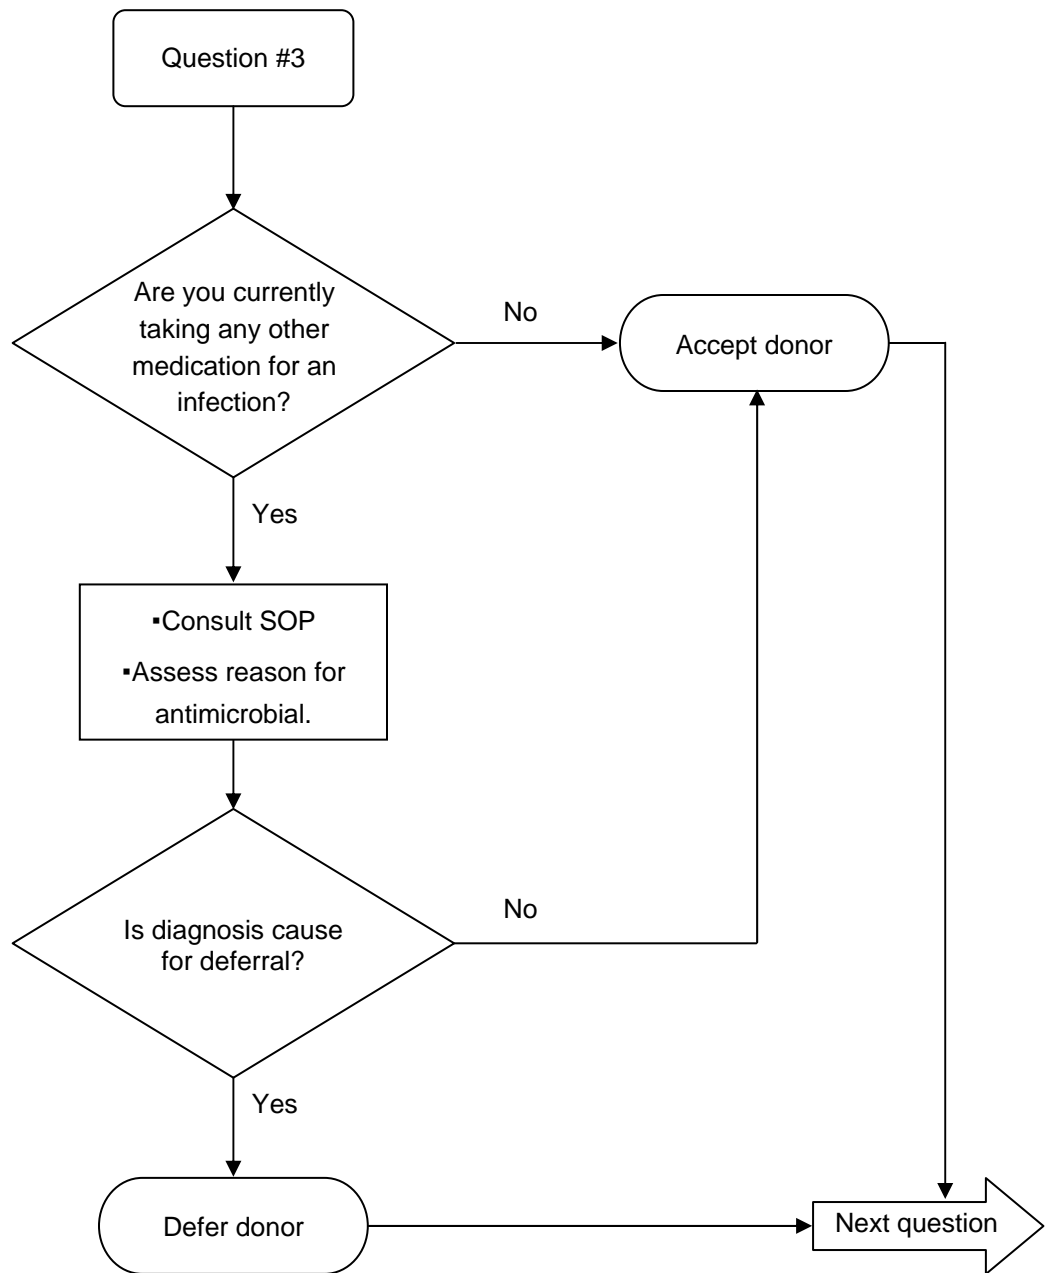 Question #3
Are you currently
taking any other
medication for an
infection?
No
Accept donor
Yes
▪Consult SOP
▪Assess reason for
antimicrobial.
Is diagnosis cause
for deferral?
No
Yes
Defer donor
Next question